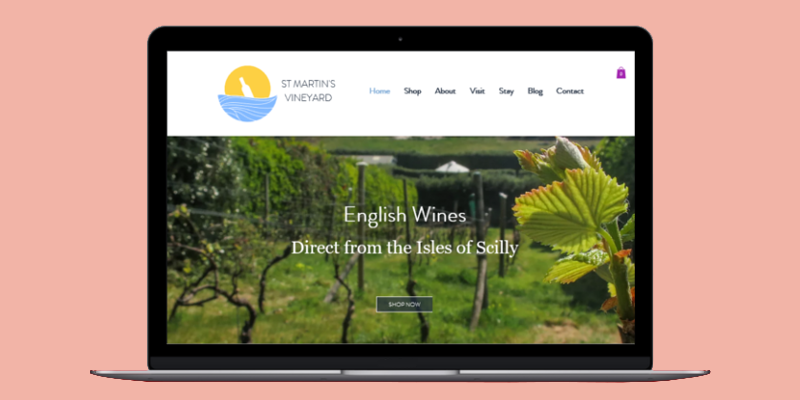 ST MARTIN'S
VINEYARD
Home Shop About Visit Stay Blog Contact
English Wines
Direct from the Isles of Scilly
SHOP NOW